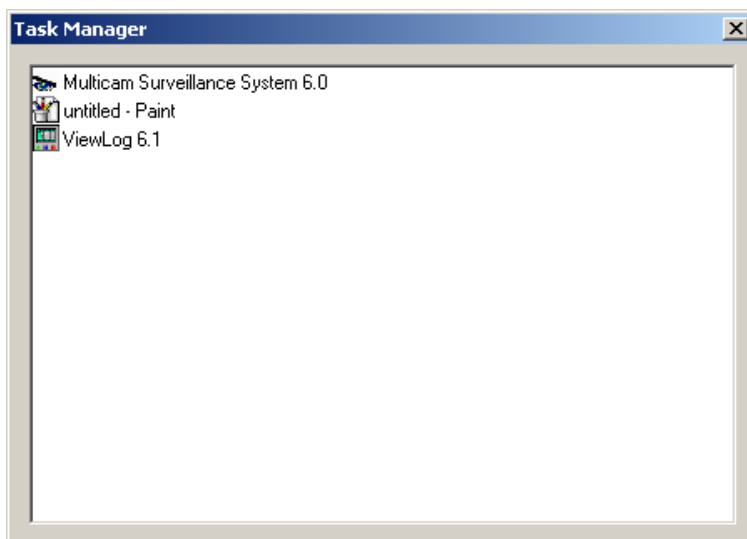 Task Manager
Multicam Surveillance System 6.0
untitled - Paint
ViewLog 6.1